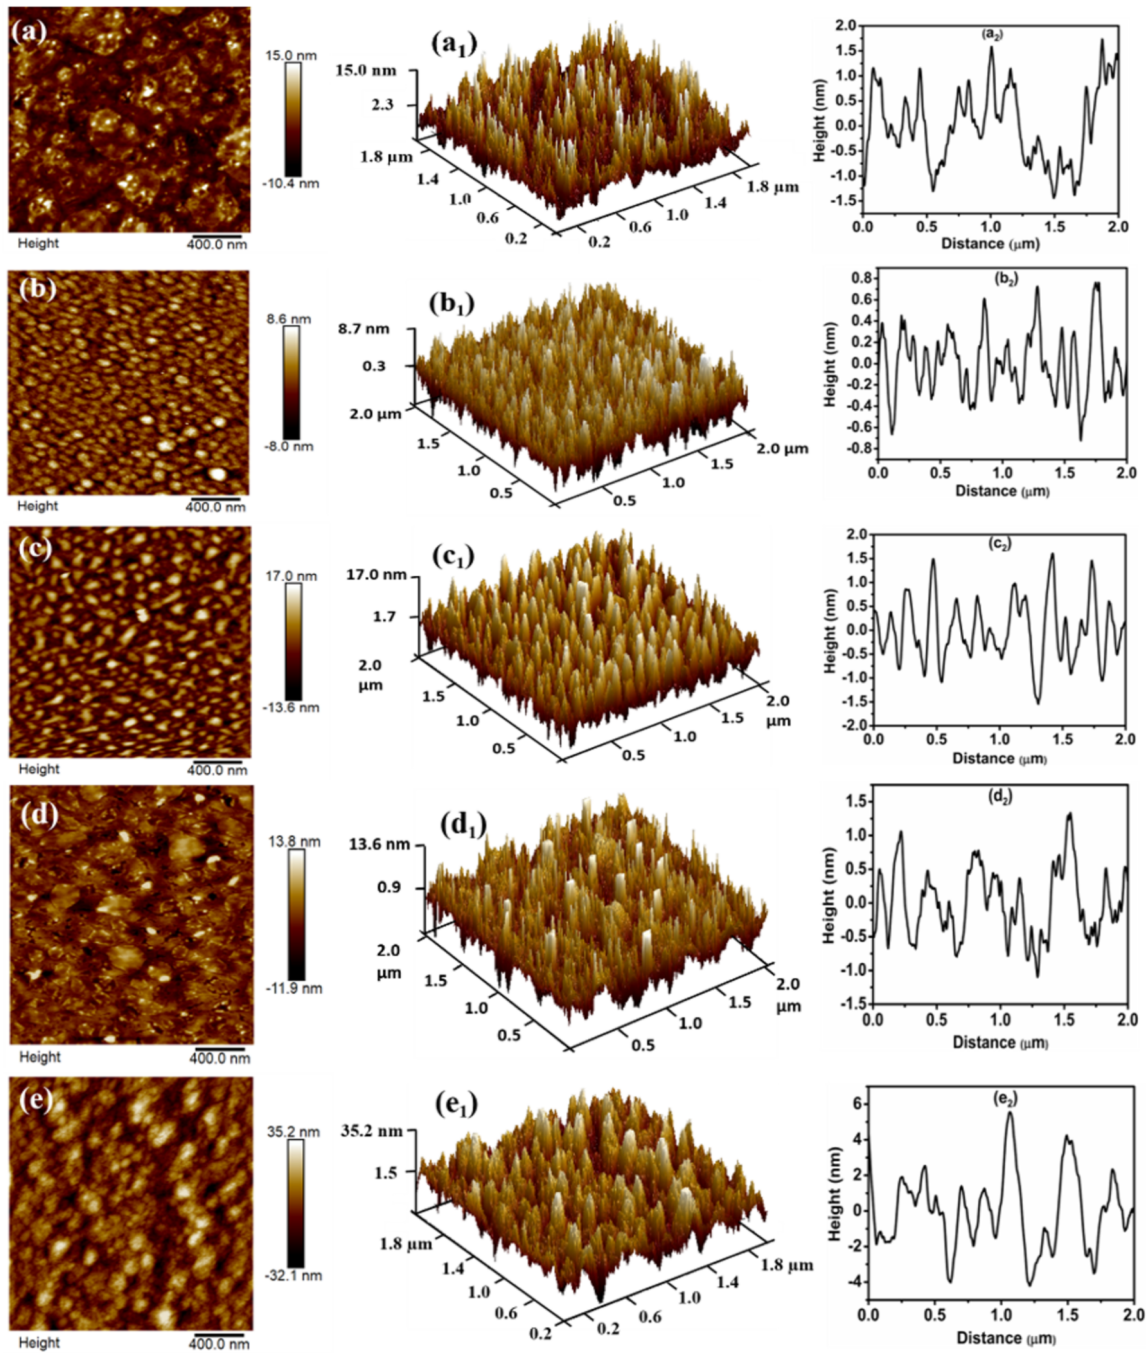 (a)
15.0 nm
-10.4 nm
Height
400.0 nm
(a1)
15.0 nm
2.3
1.8 µm
1.4
1.0
0.6
0.2
0.2
0.6
1.0
1.4
1.8 µm
(a2)
Height (nm)
2.0
1.5
1.0
0.5
0.0
-0.5
-1.0
-1.5
0.0
0.5
1.0
1.5
2.0
Distance (µm)
(b)
8.6 nm
-8.0 nm
Height
400.0 nm
(b1)
8.7 nm
0.3
2.0 µm
1.5
1.0
0.5
0.5
1.0
1.5
2.0 µm
(b2)
Height (nm)
0.8
0.6
0.4
0.2
0.0
-0.2
-0.4
-0.6
-0.8
0.0
0.5
1.0
1.5
2.0
Distance (µm)
(c)
17.0 nm
-13.6 nm
Height
400.0 nm
(c1)
17.0 nm
1.7
2.0
µm
1.5
1.0
0.5
0.5
1.0
1.5
2.0
µm
(c2)
Height (nm)
2.0
1.5
1.0
0.5
0.0
-0.5
-1.0
-1.5
-2.0
0.0
0.5
1.0
1.5
2.0
Distance (µm)
(d)
13.8 nm
-11.9 nm
Height
400.0 nm
(d1)
13.6 nm
0.9
2.0
µm
1.5
1.0
0.5
0.5
1.0
1.5
2.0
µm
(d2)
Height (nm)
1.5
1.0
0.5
0.0
-0.5
-1.0
-1.5
0.0
0.5
1.0
1.5
2.0
Distance (µm)
(e)
35.2 nm
-32.1 nm
Height
400.0 nm
(e1)
35.2 nm
1.5
1.8 µm
1.4
1.0
0.6
0.2
0.2
0.6
1.0
1.4
1.8 µm
(e2)
Height (nm)
6
4
2
0
-2
-4
0.0
0.5
1.0
1.5
2.0
Distance (µm)